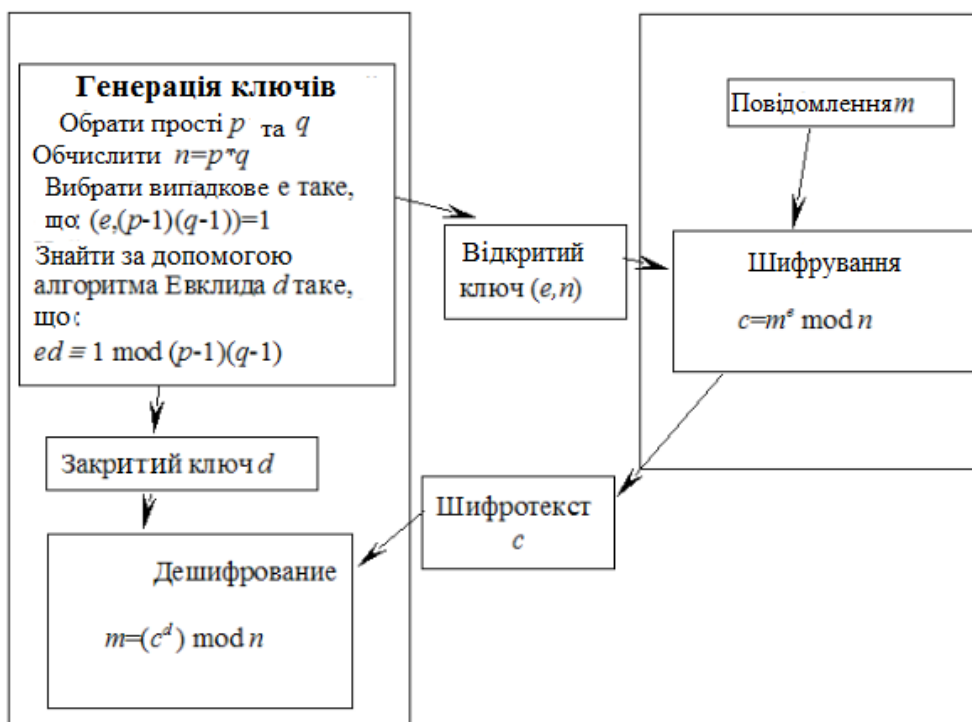 Генерація ключів
Обрати прості p та q
Обчислити n=p*q
Вибрати випадкове e таке,
що: (e,(p-1)(q-1))=1
Знайти за допомогою
алгоритма Евклида d таке,
що:
ed ≡ 1 mod (p-1)(q-1)
Закритий ключ d
Дешифрование
m=(c^d) mod n
Відкритий
ключ (e,n)
Шифротекст
c
Повідомлення m
Шифрування
c=m^e mod n